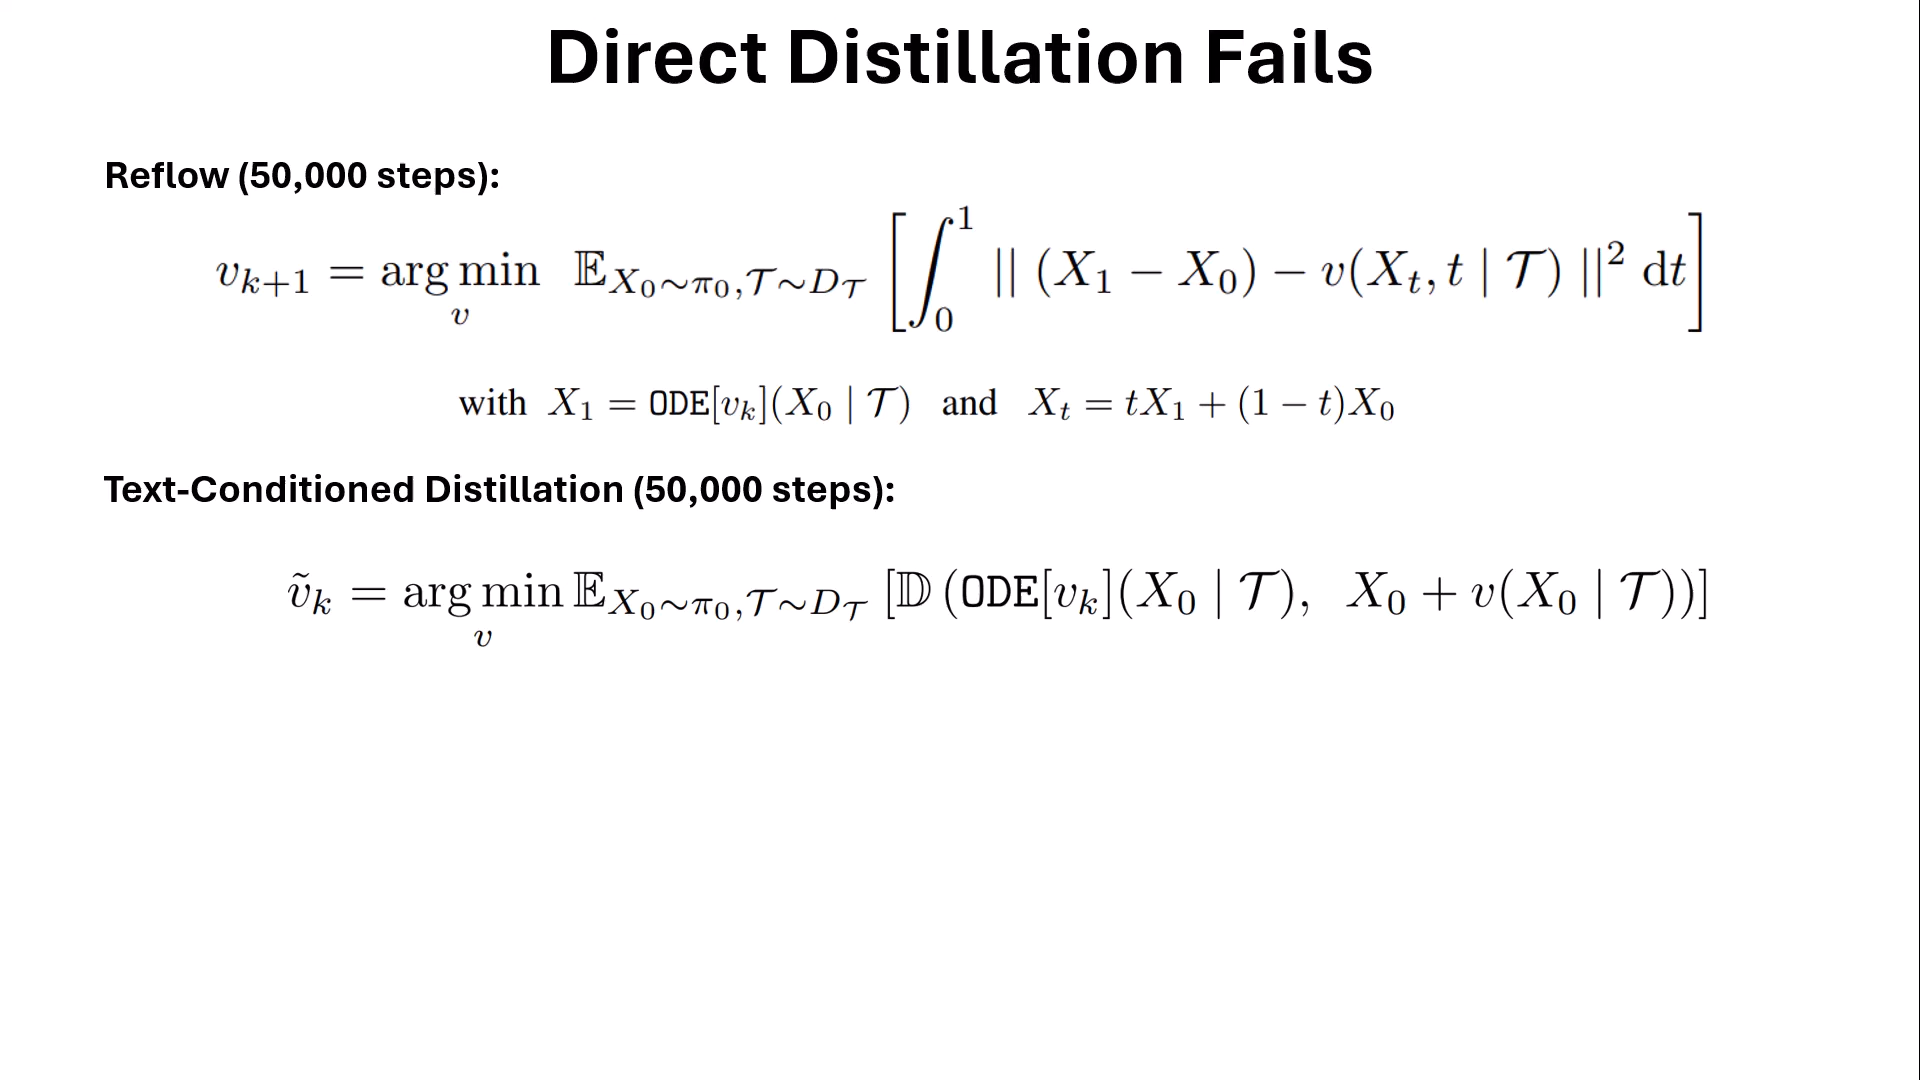 Direct Distillation Fails
Reflow (50,000 steps):
v_{k+1} = arg min_v 𝔼_{X_0∼π_0, 𝒯∼D_𝒯} [ ∫_0^1 || (X_1 − X_0) − v(X_t, t | 𝒯) ||^2 dt ]
with X_1 = ODE[v_k](X_0 | 𝒯) and X_t = tX_1 + (1 − t)X_0
Text-Conditioned Distillation (50,000 steps):
ṽ_k = arg min_v 𝔼_{X_0∼π_0, 𝒯∼D_𝒯} [𝔻 (ODE[v_k](X_0 | 𝒯), X_0 + v(X_0 | 𝒯))]